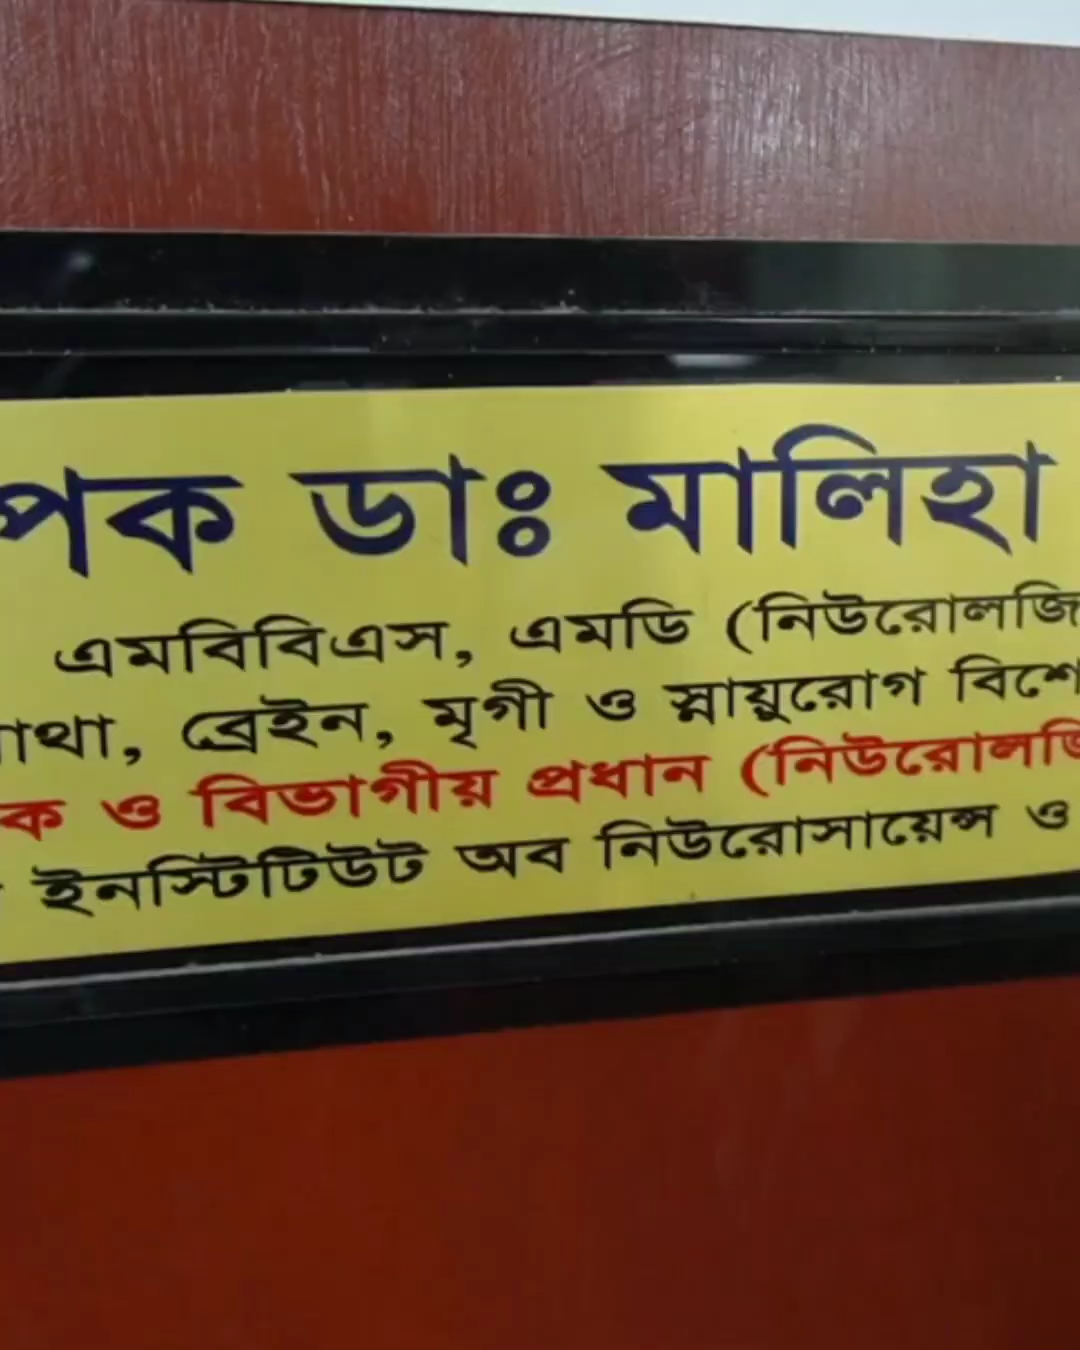 পক ডাঃ মালিহা
এমবিবিএস, এমডি (নিউরোলজি
াথা, ব্রেইন, মৃগী ও স্নায়ুরোগ বিশে
ক ও বিভাগীয় প্রধান (নিউরোলজি
ইনস্টিটিউট অব নিউরোসায়েন্স ও